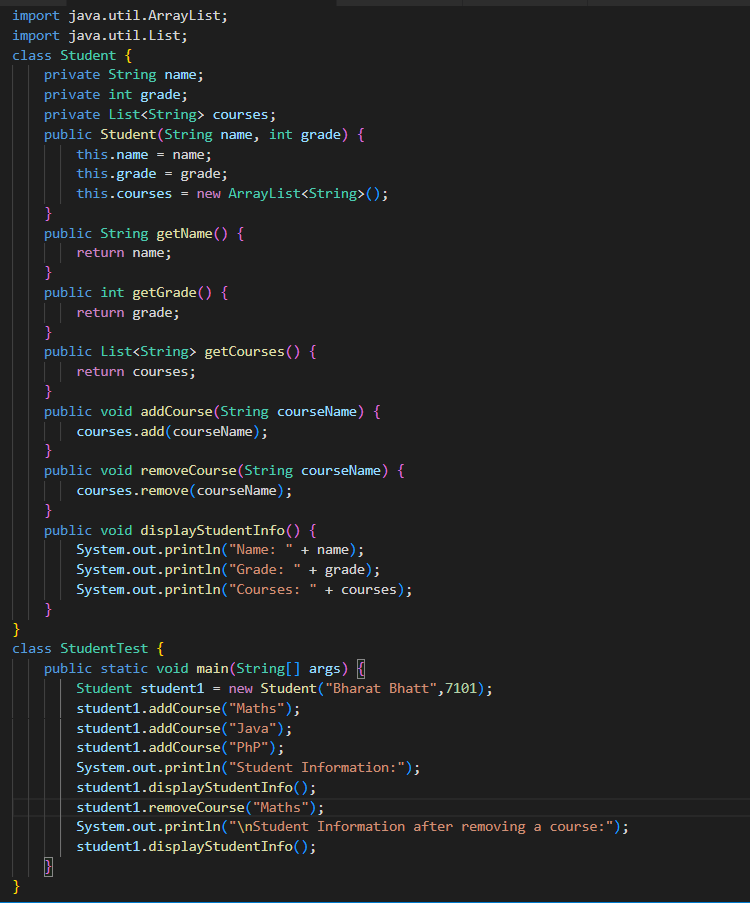 import java.util.ArrayList;
import java.util.List;
class Student {
    private String name;
    private int grade;
    private List<String> courses;
    public Student(String name, int grade) {
        this.name = name;
        this.grade = grade;
        this.courses = new ArrayList<String>();
    }
    public String getName() {
        return name;
    }
    public int getGrade() {
        return grade;
    }
    public List<String> getCourses() {
        return courses;
    }
    public void addCourse(String courseName) {
        courses.add(courseName);
    }
    public void removeCourse(String courseName) {
        courses.remove(courseName);
    }
    public void displayStudentInfo() {
        System.out.println("Name: " + name);
        System.out.println("Grade: " + grade);
        System.out.println("Courses: " + courses);
    }
}
class StudentTest {
    public static void main(String[] args) {
        Student student1 = new Student("Bharat Bhatt",7101);
        student1.addCourse("Maths");
        student1.addCourse("Java");
        student1.addCourse("PhP");
        System.out.println("Student Information:");
        student1.displayStudentInfo();
        student1.removeCourse("Maths");
        System.out.println("\nStudent Information after removing a course:");
        student1.displayStudentInfo();
    }
}